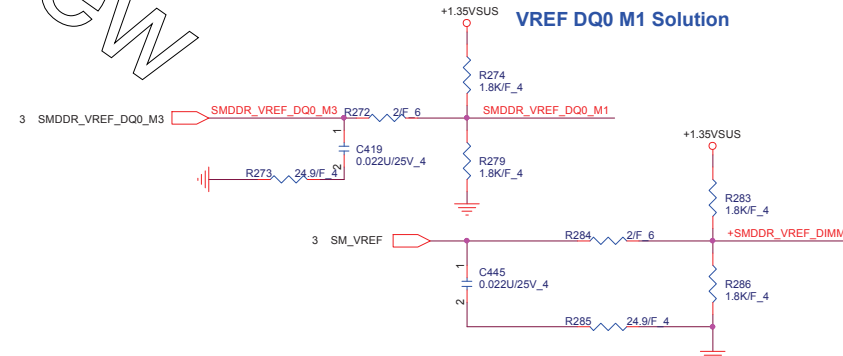 CW
+1.35VSUS
VREF DQ0 M1 Solution
R274
1.8K/F_4
3 SMDDR_VREF_DQ0_M3
SMDDR_VREF_DQ0_M3
R272
2/F_6
SMDDR_VREF_DQ0_M1
1
C419
0.022U/25V_4
2
R279
1.8K/F_4
R273
24.9/F_4
+1.35VSUS
R283
1.8K/F_4
3 SM_VREF
R284
2/F_6
+SMDDR_VREF_DIMM
1
C445
0.022U/25V_4
2
R286
1.8K/F_4
R285
24.9/F_4